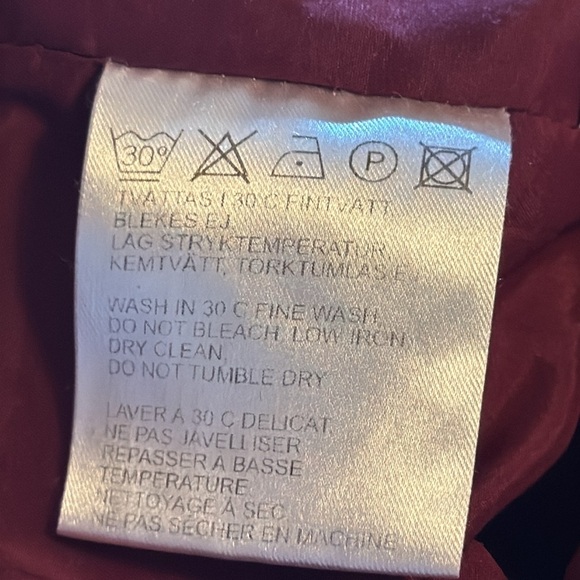 30° P
TVÄTTAS I 30 C FINTVÄTT.
BLEKES EJ.
LÅG STRYKTEMPERATUR.
KEMTVÄTT, TORKTUMLAS E
WASH IN 30 C FINE WASH.
DO NOT BLEACH. LOW IRON.
DRY CLEAN.
DO NOT TUMBLE DRY
LAVER A 30 C DELICAT.
NE PAS JAVELLISER
REPASSER A BASSE
TEMPERATURE
NETTOYAGE À SEC
NE PAS SECHER EN MACHINE